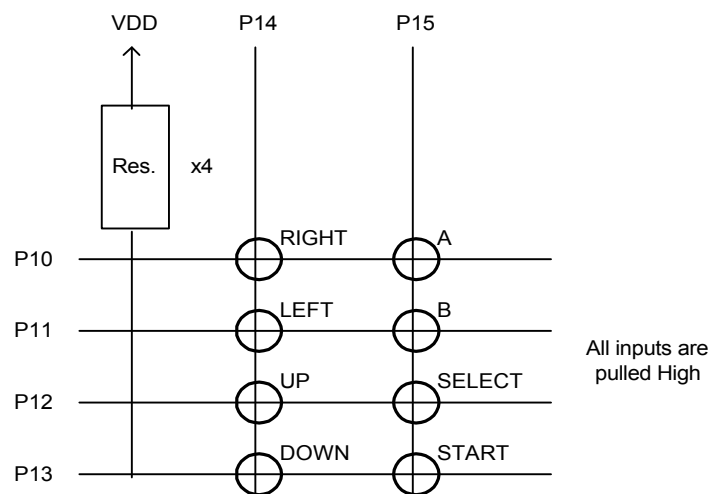 VDD P14 P15
Res. x4
RIGHT A
P10
LEFT B
P11
All inputs are
pulled High
UP SELECT
P12
DOWN START
P13